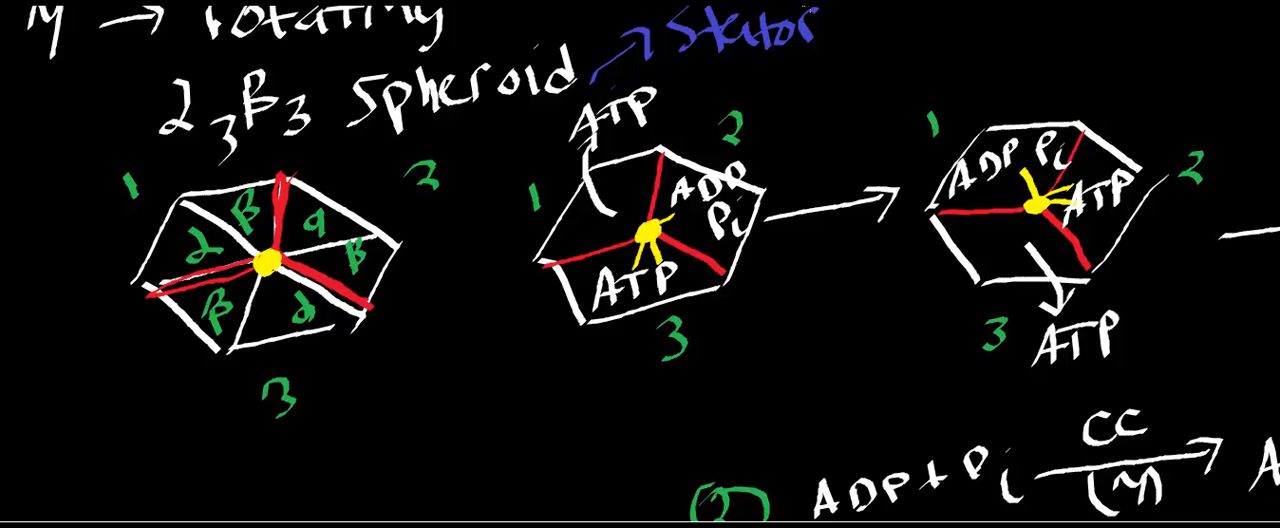 γ → rotating
α3β3 spheroid → Stator
1 2 3
α β α β α β
ATP
1 2 3
ADP Pi
ATP
→
1 2 3
ADP Pi
ATP
ATP
② ADP + Pi CC (γ) → A